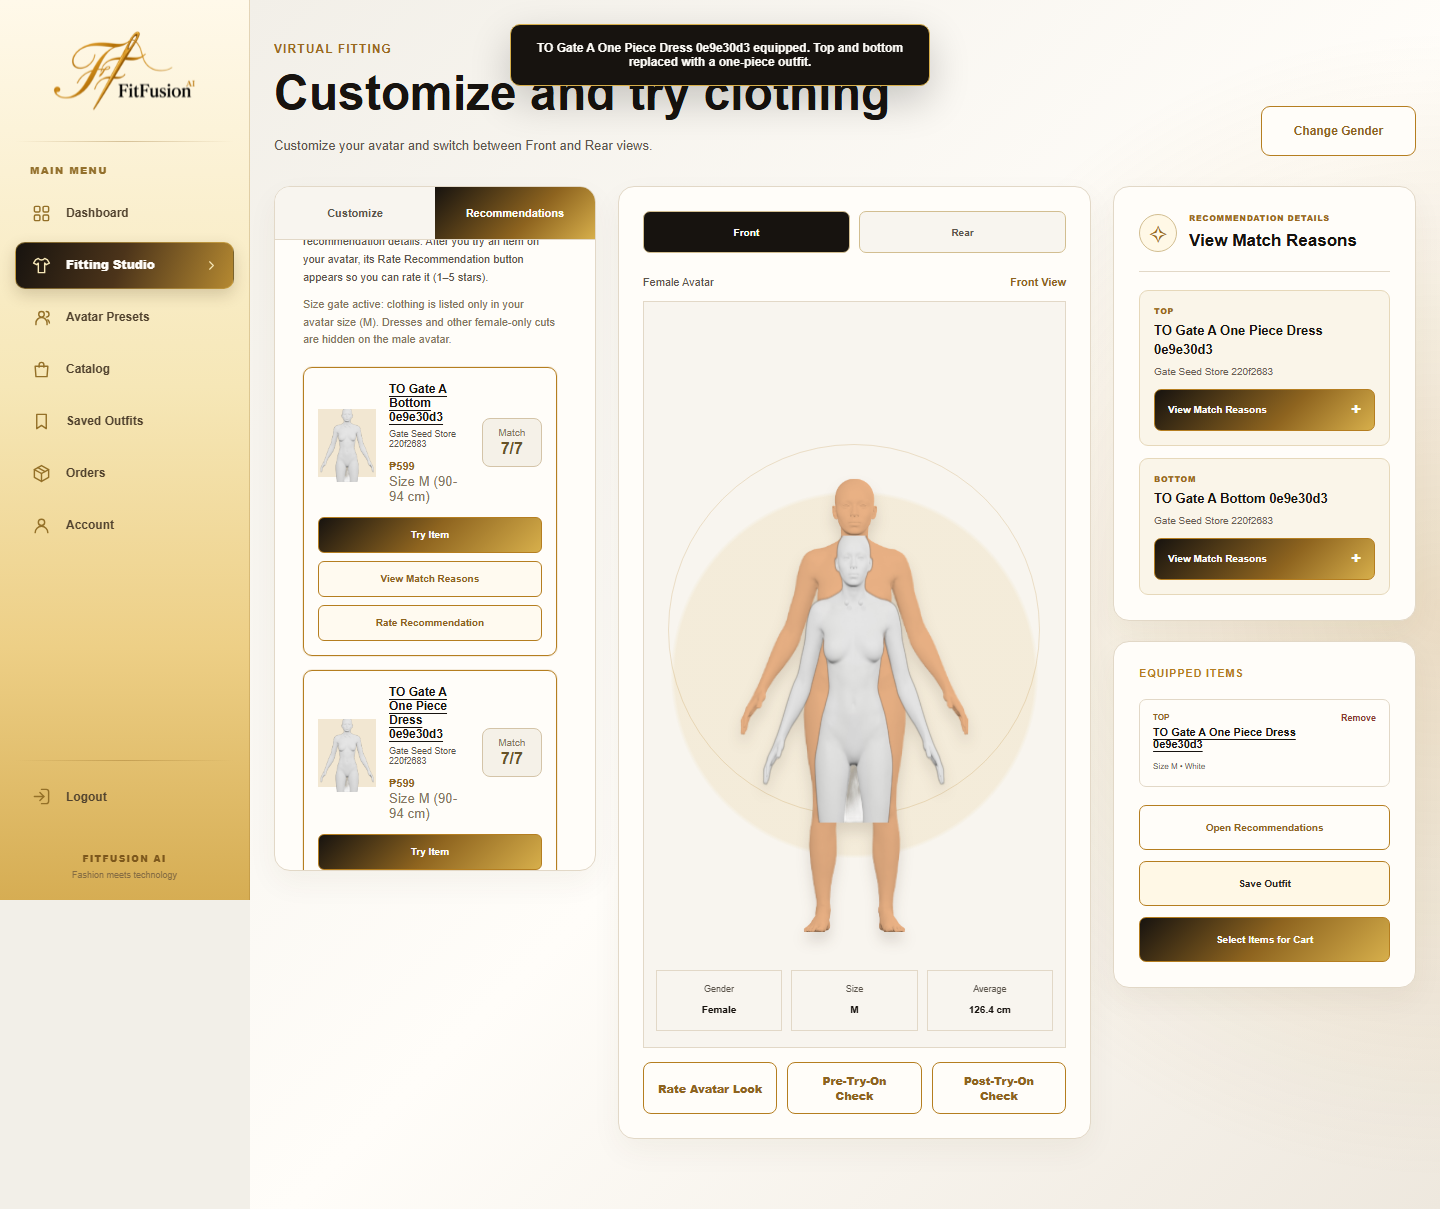 FitFusion AI
MAIN MENU
Dashboard
Fitting Studio
Avatar Presets
Catalog
Saved Outfits
Orders
Account
Logout
FITFUSION AI
Fashion meets technology
VIRTUAL FITTING
TO Gate A One Piece Dress 0e9e30d3 equipped. Top and bottom
replaced with a one-piece outfit.
Customize and try clothing
Customize your avatar and switch between Front and Rear views.
Change Gender
Customize
Recommendations
recommendation details. After you try an item on
your avatar, its Rate Recommendation button
appears so you can rate it (1–5 stars).
Size gate active: clothing is listed only in your
avatar size (M). Dresses and other female-only cuts
are hidden on the male avatar.
TO Gate A
Bottom
0e9e30d3
Gate Seed Store
220f2683
₱599
Size M (90-
94 cm)
Match
7/7
Try Item
View Match Reasons
Rate Recommendation
TO Gate A
One Piece
Dress
0e9e30d3
Gate Seed Store
220f2683
₱599
Size M (90-
94 cm)
Match
7/7
Try Item
Front
Rear
Female Avatar
Front View
Gender
Female
Size
M
Average
126.4 cm
Rate Avatar Look
Pre-Try-On
Check
Post-Try-On
Check
RECOMMENDATION DETAILS
View Match Reasons
TOP
TO Gate A One Piece Dress
0e9e30d3
Gate Seed Store 220f2683
View Match Reasons +
BOTTOM
TO Gate A Bottom 0e9e30d3
Gate Seed Store 220f2683
View Match Reasons +
EQUIPPED ITEMS
TOP
Remove
TO Gate A One Piece Dress
0e9e30d3
Size M • White
Open Recommendations
Save Outfit
Select Items for Cart